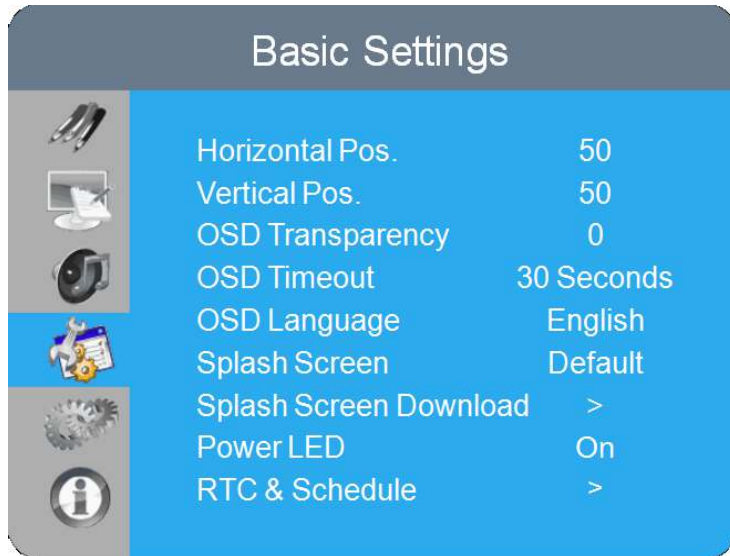 Basic Settings
Horizontal Pos. 50
Vertical Pos. 50
OSD Transparency 0
OSD Timeout 30 Seconds
OSD Language English
Splash Screen Default
Splash Screen Download >
Power LED On
RTC & Schedule >